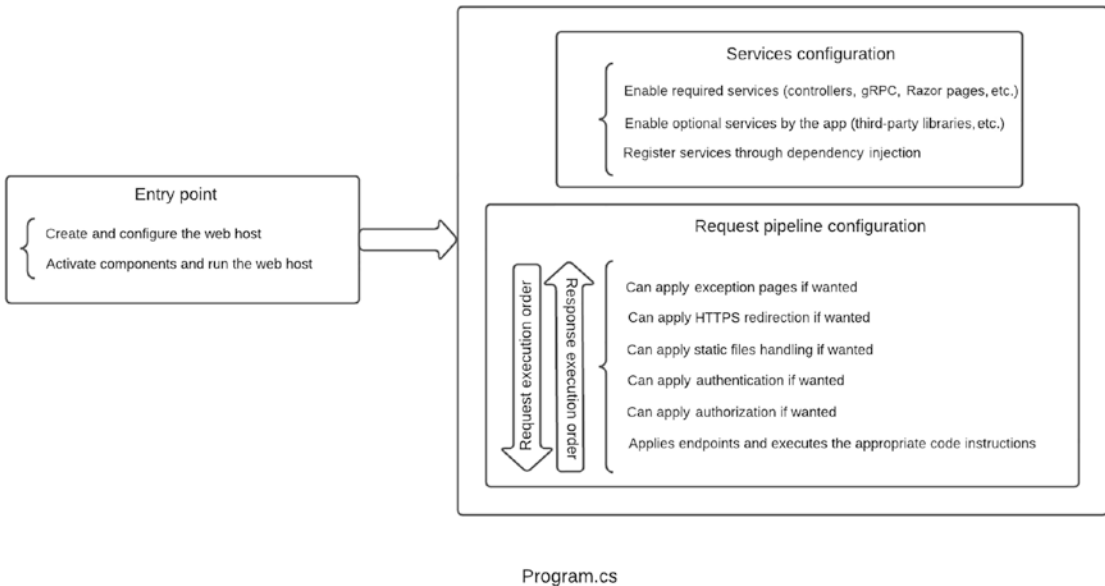 Entry point
Create and configure the web host
Activate components and run the web host
Services configuration
Enable required services (controllers, gRPC, Razor pages, etc.)
Enable optional services by the app (third-party libraries, etc.)
Register services through dependency injection
Request pipeline configuration
Request execution order
Response execution order
Can apply exception pages if wanted
Can apply HTTPS redirection if wanted
Can apply static files handling if wanted
Can apply authentication if wanted
Can apply authorization if wanted
Applies endpoints and executes the appropriate code instructions
Program.cs